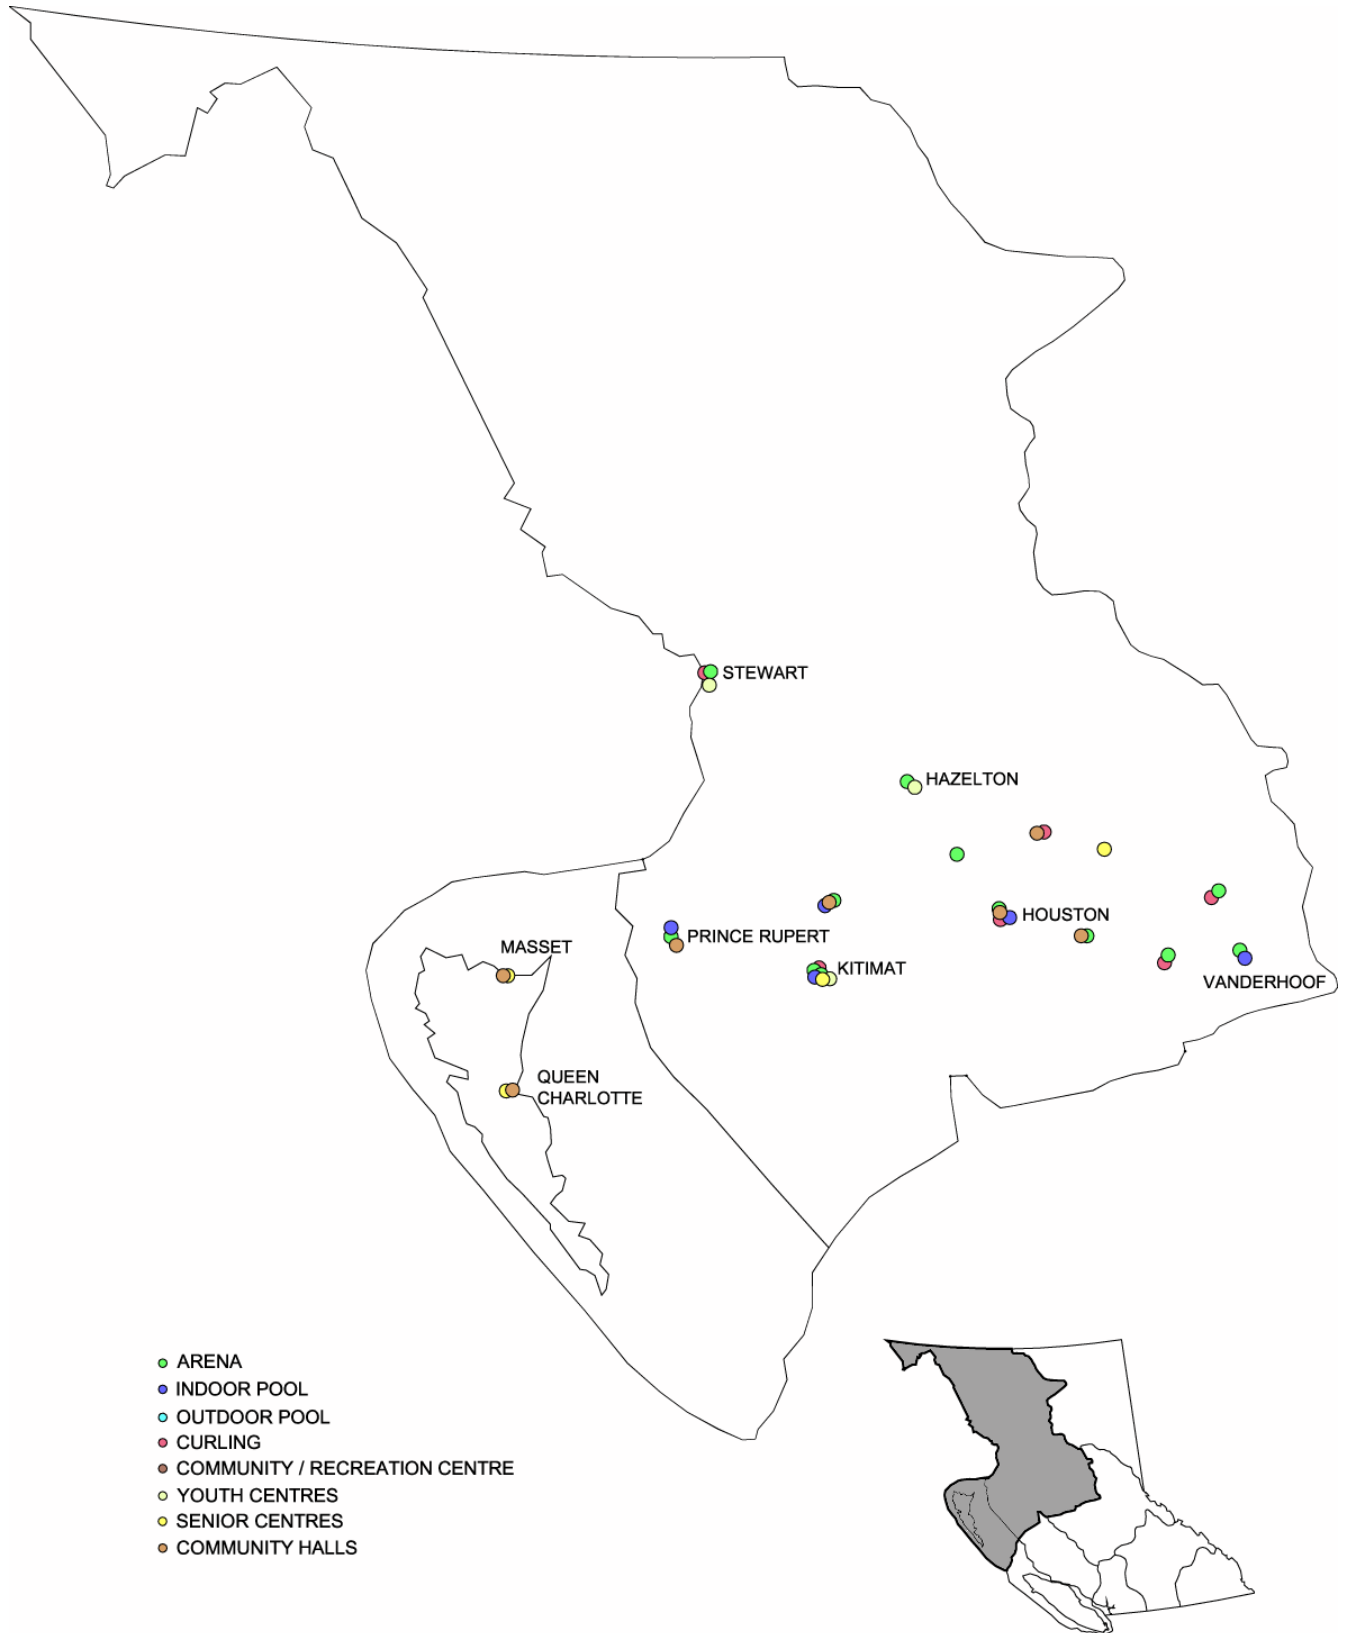 STEWART
HAZELTON
HOUSTON
PRINCE RUPERT
MASSET
KITIMAT
VANDERHOOF
QUEEN
CHARLOTTE
ARENA
INDOOR POOL
OUTDOOR POOL
CURLING
COMMUNITY / RECREATION CENTRE
YOUTH CENTRES
SENIOR CENTRES
COMMUNITY HALLS